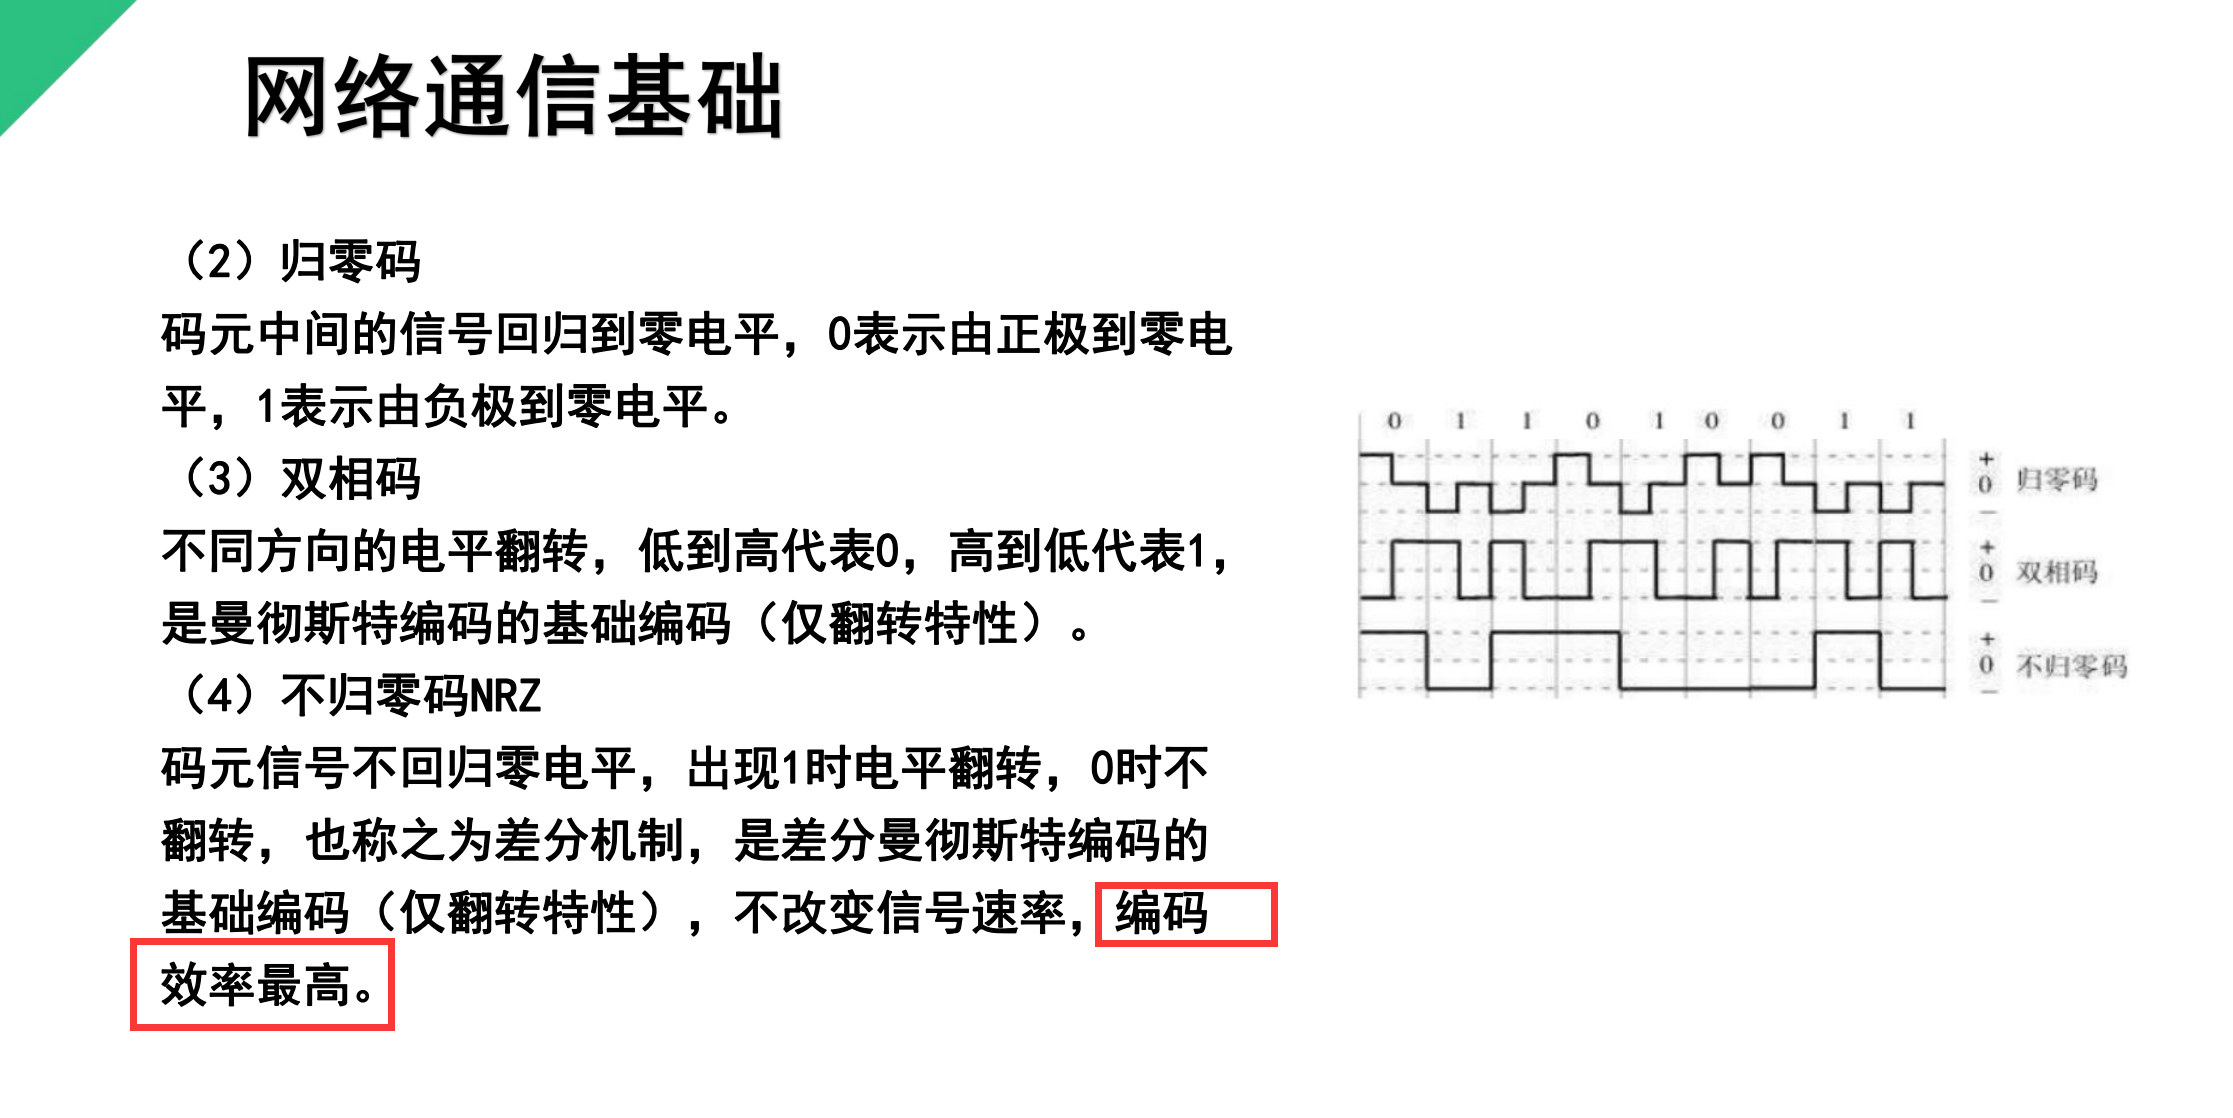 网络通信基础
（2）归零码
码元中间的信号回归到零电平，0表示由正极到零电
平，1表示由负极到零电平。
（3）双相码
不同方向的电平翻转，低到高代表0，高到低代表1，
是曼彻斯特编码的基础编码（仅翻转特性）。
（4）不归零码NRZ
码元信号不回归零电平，出现1时电平翻转，0时不
翻转，也称之为差分机制，是差分曼彻斯特编码的
基础编码（仅翻转特性），不改变信号速率，编码
效率最高。
0 1 1 0 1 0 0 1 1
+
0 归零码
−
+
0 双相码
−
+
0 不归零码
−